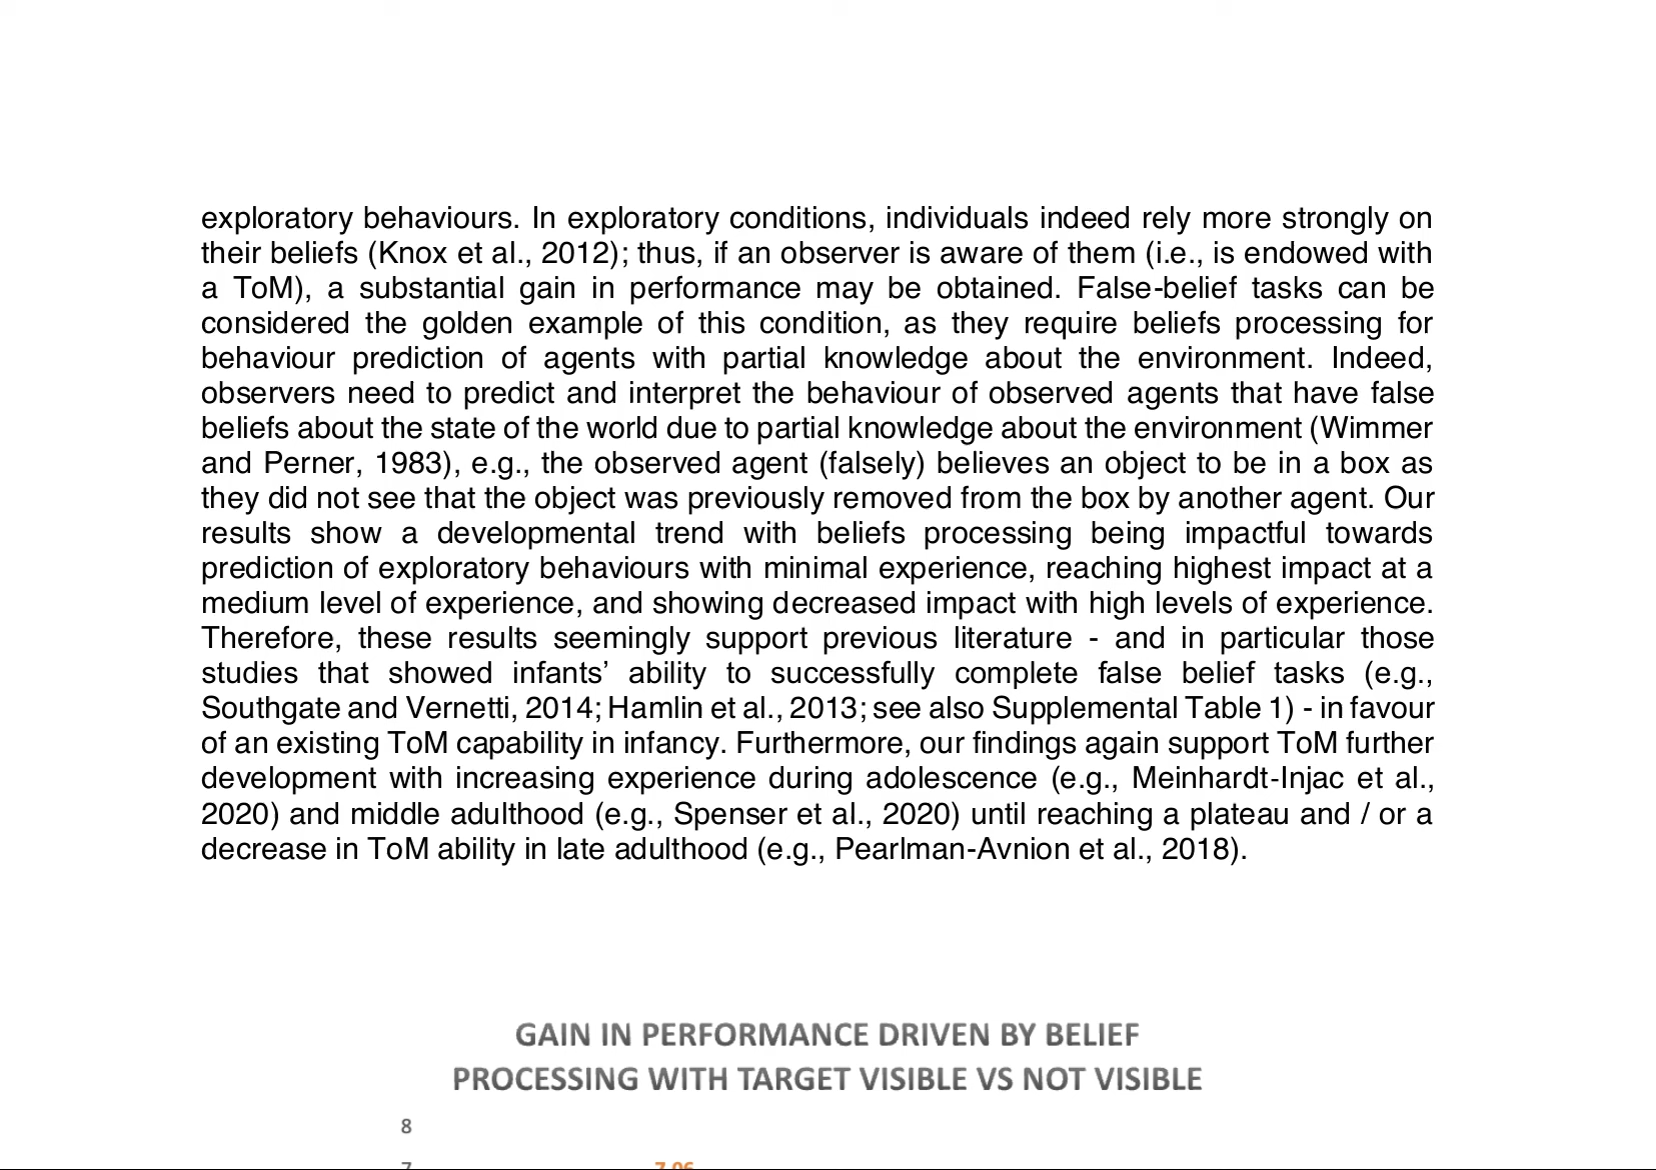 exploratory behaviours. In exploratory conditions, individuals indeed rely more strongly on
their beliefs (Knox et al., 2012); thus, if an observer is aware of them (i.e., is endowed with
a ToM), a substantial gain in performance may be obtained. False-belief tasks can be
considered the golden example of this condition, as they require beliefs processing for
behaviour prediction of agents with partial knowledge about the environment. Indeed,
observers need to predict and interpret the behaviour of observed agents that have false
beliefs about the state of the world due to partial knowledge about the environment (Wimmer
and Perner, 1983), e.g., the observed agent (falsely) believes an object to be in a box as
they did not see that the object was previously removed from the box by another agent. Our
results show a developmental trend with beliefs processing being impactful towards
prediction of exploratory behaviours with minimal experience, reaching highest impact at a
medium level of experience, and showing decreased impact with high levels of experience.
Therefore, these results seemingly support previous literature - and in particular those
studies that showed infants’ ability to successfully complete false belief tasks (e.g.,
Southgate and Vernetti, 2014; Hamlin et al., 2013; see also Supplemental Table 1) - in favour
of an existing ToM capability in infancy. Furthermore, our findings again support ToM further
development with increasing experience during adolescence (e.g., Meinhardt-Injac et al.,
2020) and middle adulthood (e.g., Spenser et al., 2020) until reaching a plateau and / or a
decrease in ToM ability in late adulthood (e.g., Pearlman-Avnion et al., 2018).
GAIN IN PERFORMANCE DRIVEN BY BELIEF
PROCESSING WITH TARGET VISIBLE VS NOT VISIBLE
8
7 7,06